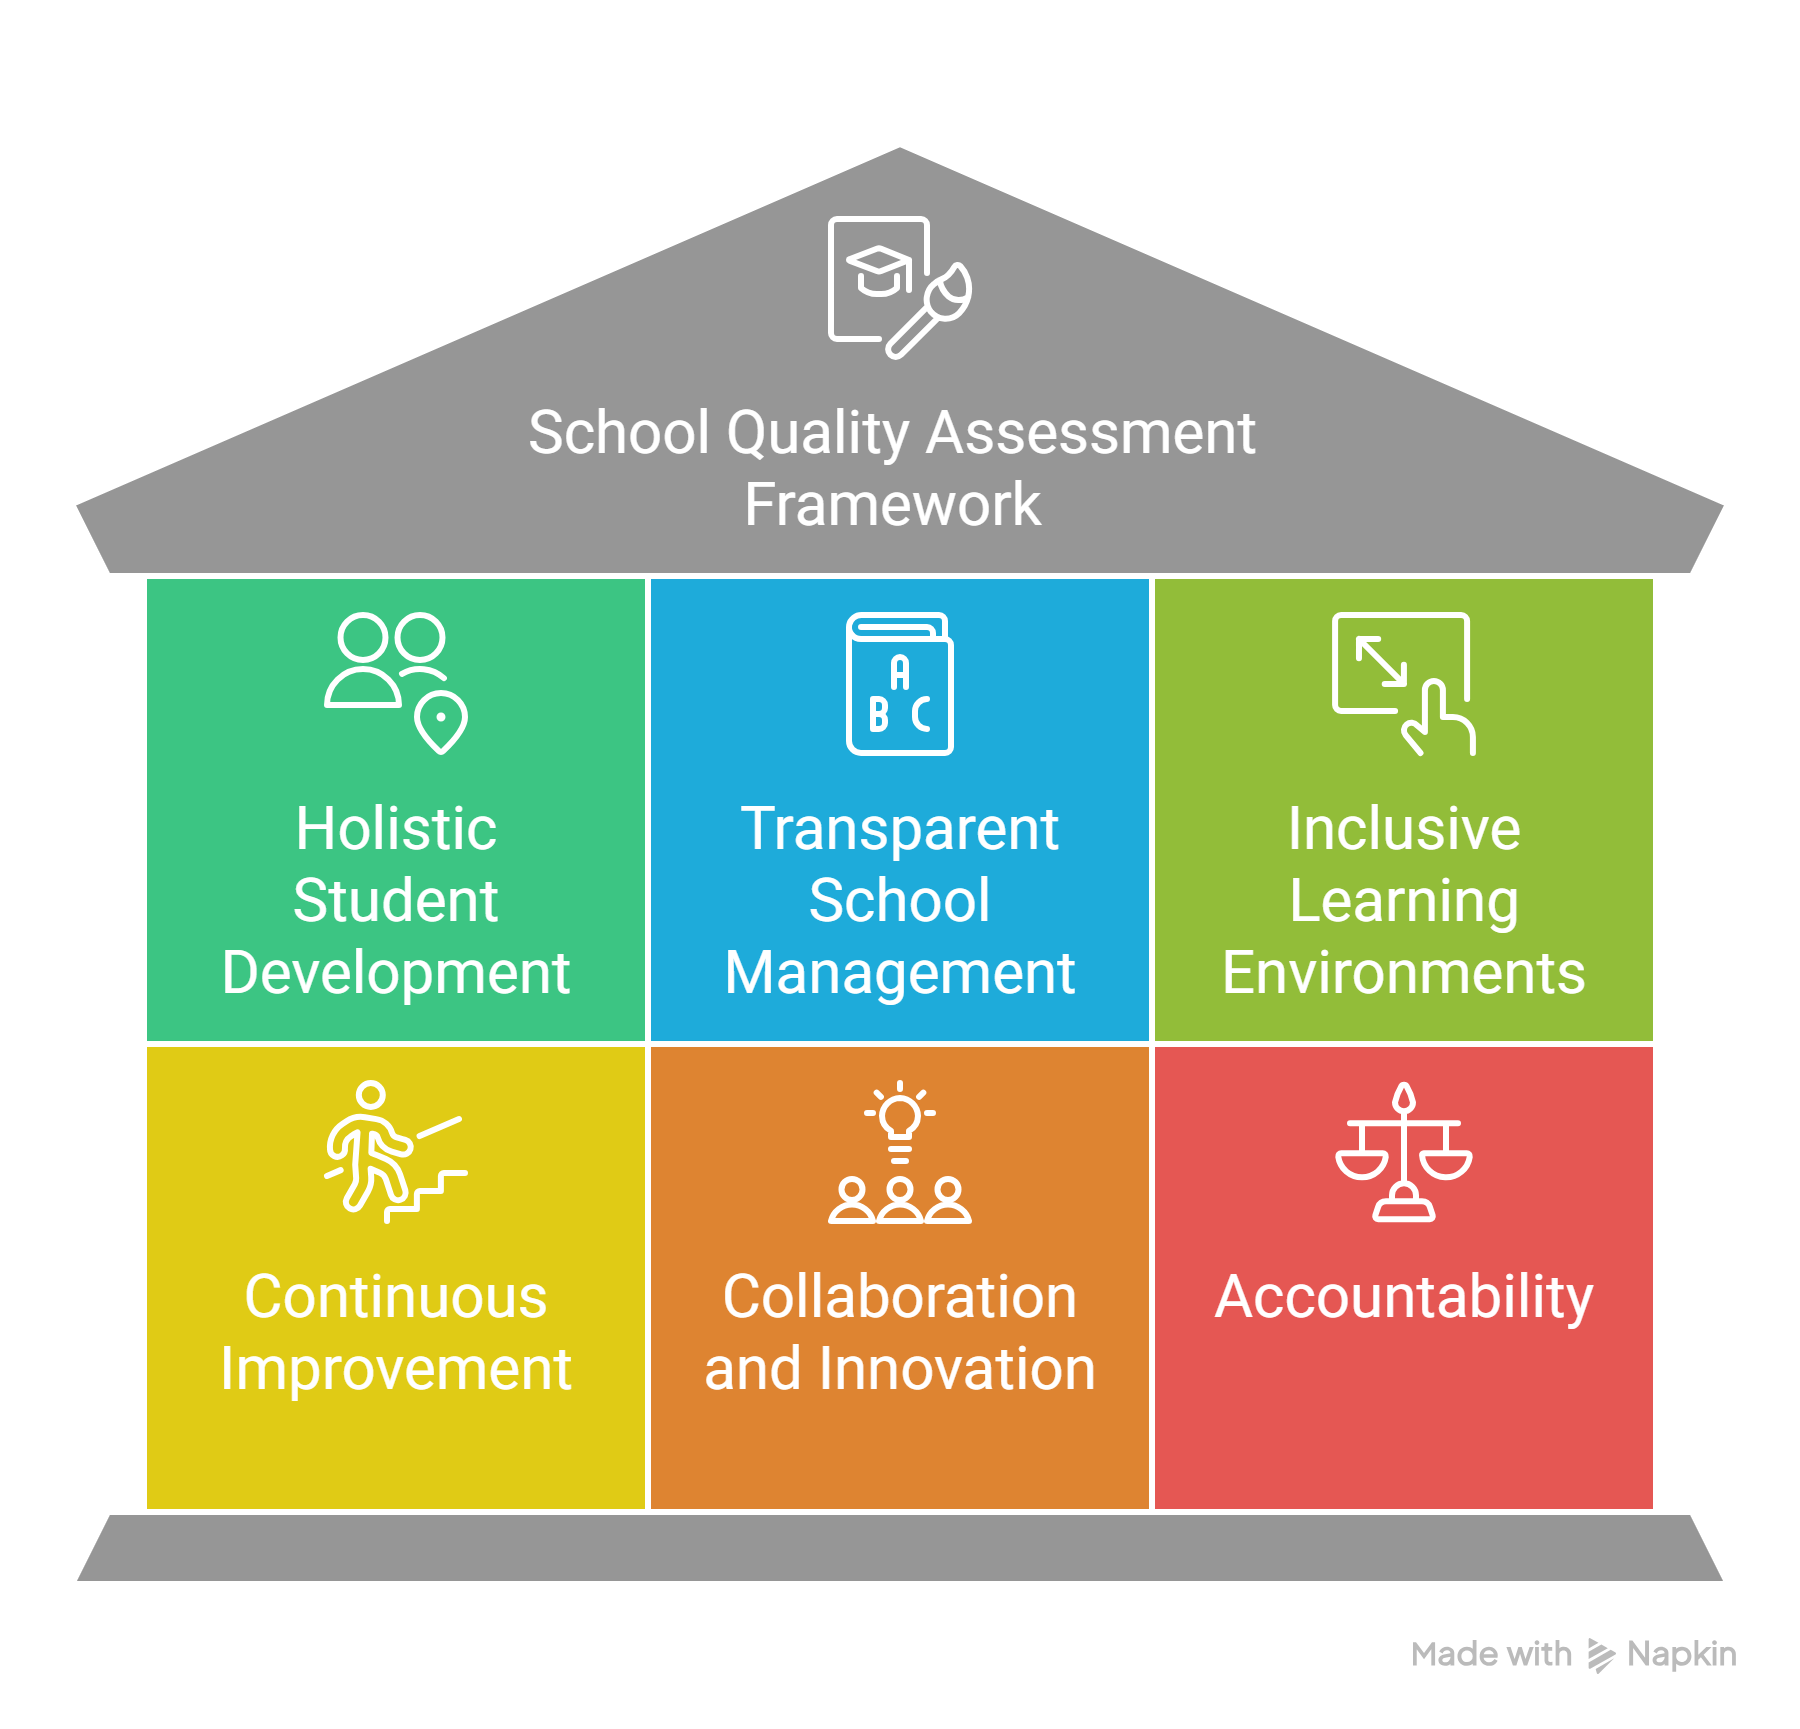 School Quality Assessment
Framework
Holistic
Student
Development
Transparent
School
Management
Inclusive
Learning
Environments
Continuous
Improvement
Collaboration
and Innovation
Accountability
A
B C
Made with Napkin